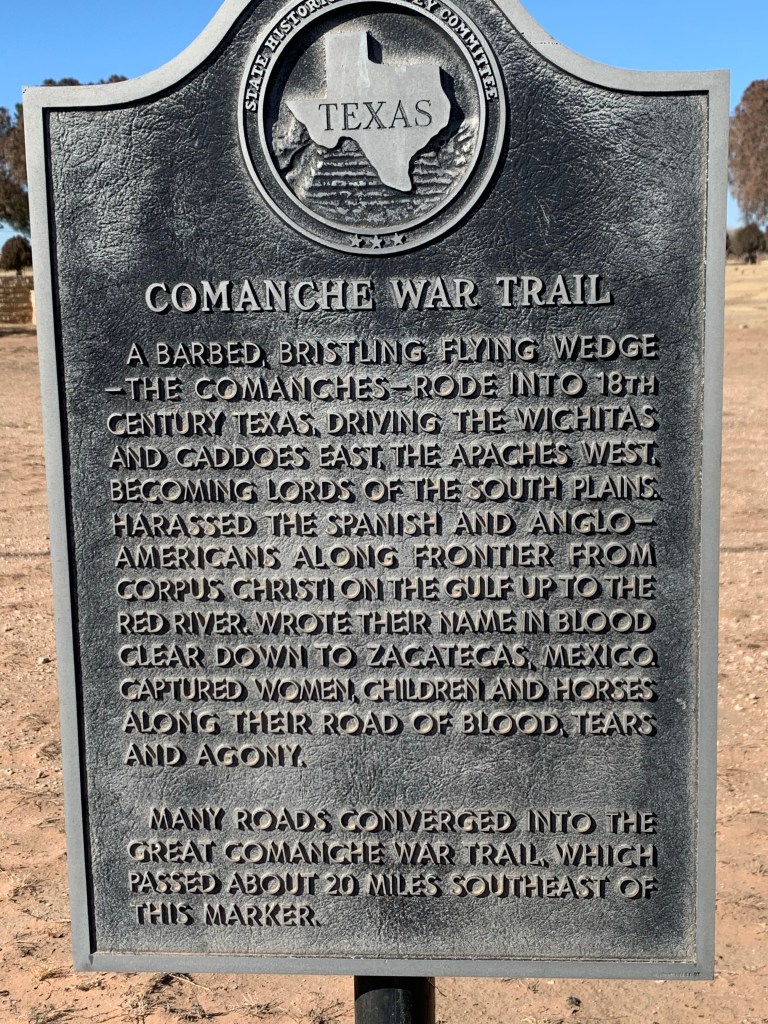 STATE HISTORICAL SURVEY COMMITTEE
TEXAS
COMANCHE WAR TRAIL
A BARBED, BRISTLING FLYING WEDGE
—THE COMANCHES—RODE INTO 18TH
CENTURY TEXAS, DRIVING THE WICHITAS
AND CADDOES EAST, THE APACHES WEST,
BECOMING LORDS OF THE SOUTH PLAINS.
HARASSED THE SPANISH AND ANGLO—
AMERICANS ALONG FRONTIER FROM
CORPUS CHRISTI ON THE GULF UP TO THE
RED RIVER. WROTE THEIR NAME IN BLOOD
CLEAR DOWN TO ZACATECAS, MEXICO.
CAPTURED WOMEN, CHILDREN AND HORSES
ALONG THEIR ROAD OF BLOOD, TEARS
AND AGONY.
MANY ROADS CONVERGED INTO THE
GREAT COMANCHE WAR TRAIL, WHICH
PASSED ABOUT 20 MILES SOUTHEAST OF
THIS MARKER.